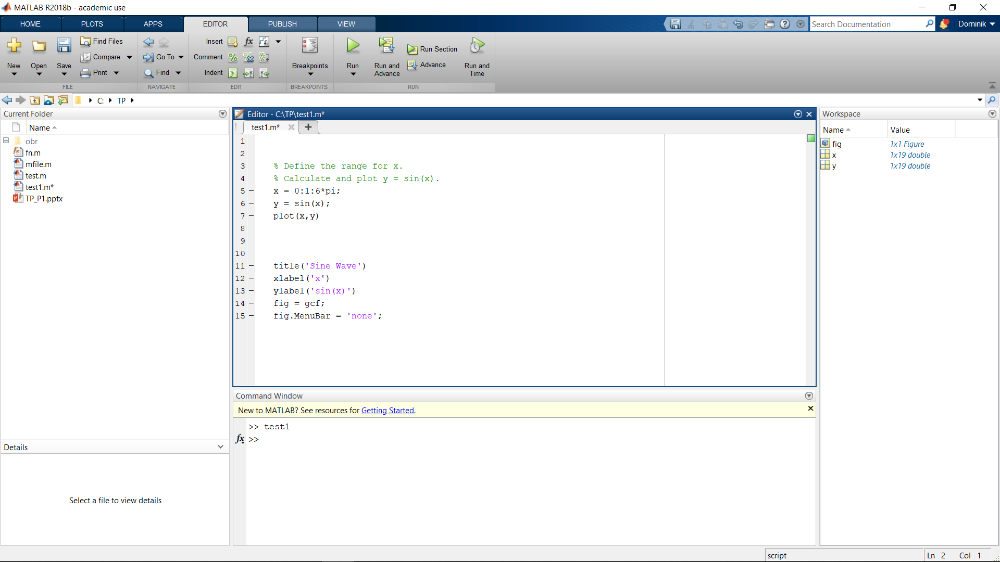 MATLAB R2018b - academic use
HOME PLOTS APPS EDITOR PUBLISH VIEW
Search Documentation
Dominik
New Open Save
Find Files
Compare
Print
FILE
Go To
Find
NAVIGATE
Insert fx
Comment
Indent
EDIT
Breakpoints
BREAKPOINTS
Run
Run and
Advance
Run Section
Advance
Run and
Time
RUN
C: TP
Current Folder
Name
obr
fn.m
mfile.m
test.m
test1.m*
TP_P1.pptx
Details
Select a file to view details
Editor - C:\TP\test1.m*
test1.m* +
1
2
3 % Define the range for x.
4 % Calculate and plot y = sin(x).
5 – x = 0:1:6*pi;
6 – y = sin(x);
7 – plot(x,y)
8
9
10
11 – title('Sine Wave')
12 – xlabel('x')
13 – ylabel('sin(x)')
14 – fig = gcf;
15 – fig.MenuBar = 'none';
Command Window
New to MATLAB? See resources for Getting Started.
>> test1
fx >>
Workspace
Name Value
fig 1x1 Figure
x 1x19 double
y 1x19 double
script Ln 2 Col 1